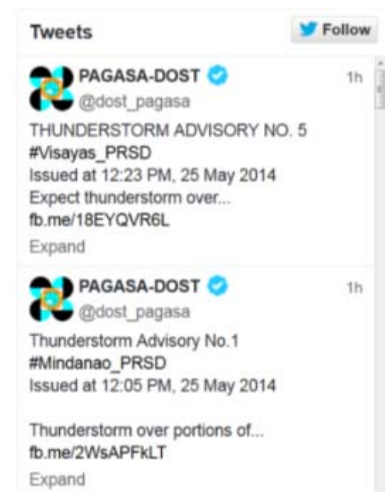 Tweets
Follow
PAGASA-DOST
1h
@dost_pagasa
THUNDERSTORM ADVISORY NO. 5
#Visayas_PRSD
Issued at 12:23 PM, 25 May 2014
Expect thunderstorm over...
fb.me/18EYQVR6L
Expand
PAGASA-DOST
1h
@dost_pagasa
Thunderstorm Advisory No.1
#Mindanao_PRSD
Issued at 12:05 PM, 25 May 2014
Thunderstorm over portions of...
fb.me/2WsAPFkLT
Expand